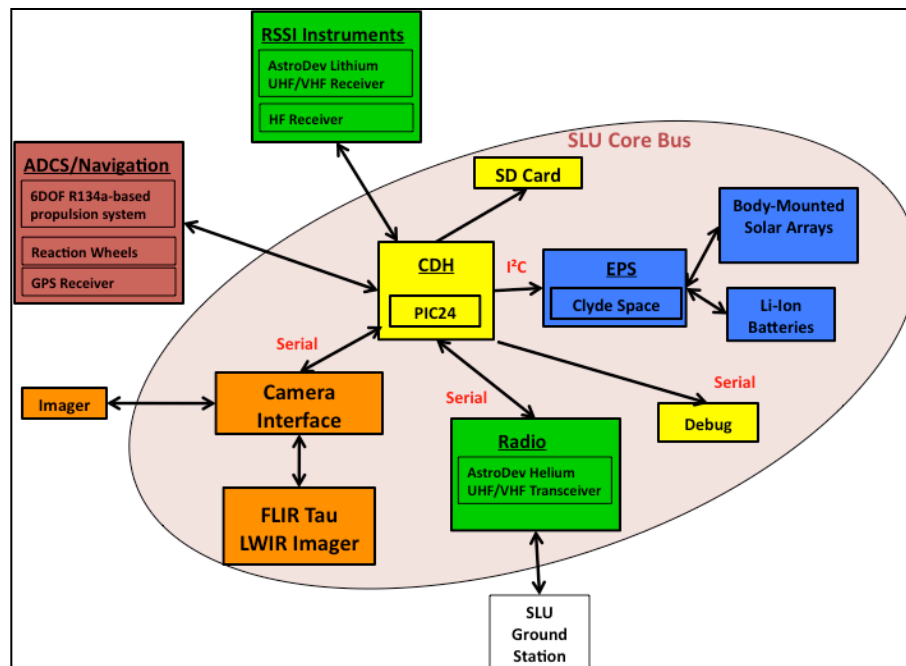 RSSI Instruments
AstroDev Lithium
UHF/VHF Receiver
HF Receiver
SLU Core Bus
ADCS/Navigation
6DOF R134a-based
propulsion system
Reaction Wheels
GPS Receiver
SD Card
Body-Mounted
Solar Arrays
CDH
PIC24
I²C
EPS
Clyde Space
Li-Ion
Batteries
Serial
Camera
Interface
Imager
Serial
Serial
Debug
Radio
AstroDev Helium
UHF/VHF Transceiver
FLIR Tau
LWIR Imager
SLU
Ground
Station